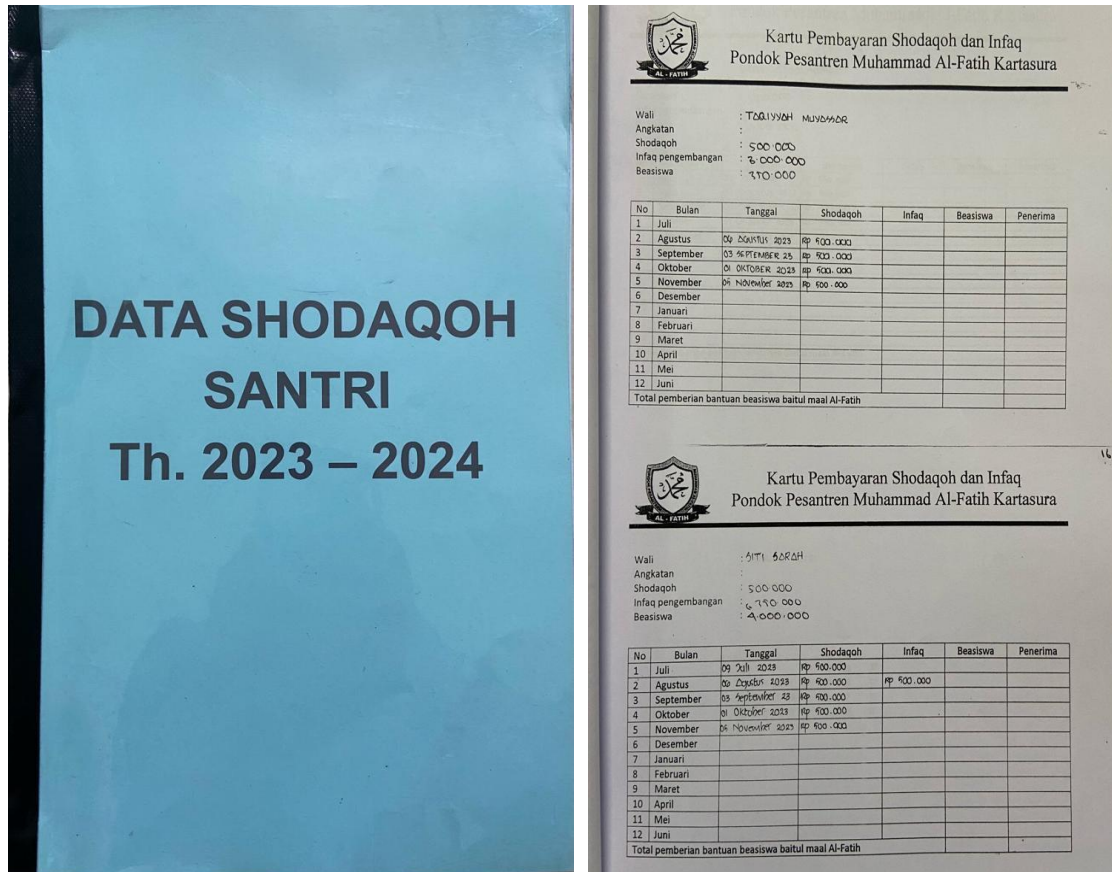 DATA SHODAQOH
SANTRI
Th. 2023 – 2024
AL - FATIH
Kartu Pembayaran Shodaqoh dan Infaq
Pondok Pesantren Muhammad Al-Fatih Kartasura
Wali : TAQIYYAH MUYASSAR
Angkatan :
Shodaqoh : 500.000
Infaq pengembangan : 3.000.000
Beasiswa : 350.000
No Bulan Tanggal Shodaqoh Infaq Beasiswa Penerima
1 Juli
2 Agustus 06 AGUSTUS 2023 Rp 500.000
3 September 03 SEPTEMBER 23 Rp 500.000
4 Oktober 01 OKTOBER 2023 Rp 500.000
5 November 05 November 2023 Rp 500.000
6 Desember
7 Januari
8 Februari
9 Maret
10 April
11 Mei
12 Juni
Total pemberian bantuan beasiswa baitul maal Al-Fatih
16
AL - FATIH
Kartu Pembayaran Shodaqoh dan Infaq
Pondok Pesantren Muhammad Al-Fatih Kartasura
Wali : SITI SARAH
Angkatan :
Shodaqoh : 500.000
Infaq pengembangan :
Beasiswa : 4.000.000
No Bulan Tanggal Shodaqoh Infaq Beasiswa Penerima
1 Juli 09 Juli 2023 Rp 500.000
2 Agustus 06 Agustus 2023 Rp 500.000 Rp 500.000
3 September 03 September 23 Rp 500.000
4 Oktober 01 Oktober 2023 Rp 500.000
5 November 05 November 2023 Rp 500.000
6 Desember
7 Januari
8 Februari
9 Maret
10 April
11 Mei
12 Juni
Total pemberian bantuan beasiswa baitul maal Al-Fatih